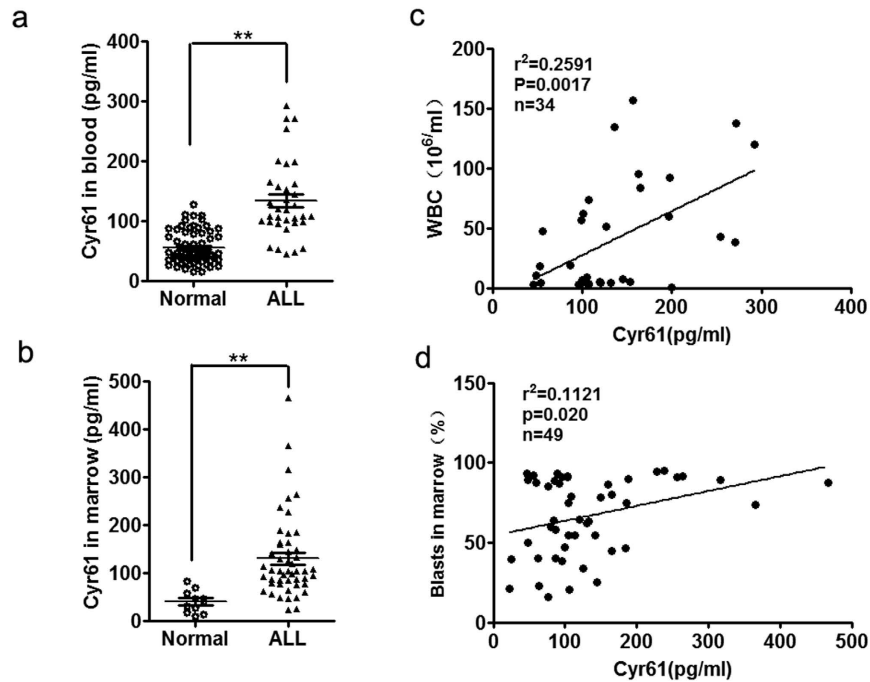 a
Cyr61 in blood (pg/ml)
400
300
200
100
0
**
Normal ALL
b
Cyr61 in marrow (pg/ml)
500
400
300
200
100
0
**
Normal ALL
c
WBC（10⁶/ml）
200
150
100
50
0
r²=0.2591
P=0.0017
n=34
0 100 200 300 400
Cyr61(pg/ml)
d
Blasts in marrow（%）
150
100
50
0
r²=0.1121
p=0.020
n=49
0 100 200 300 400 500
Cyr61(pg/ml)